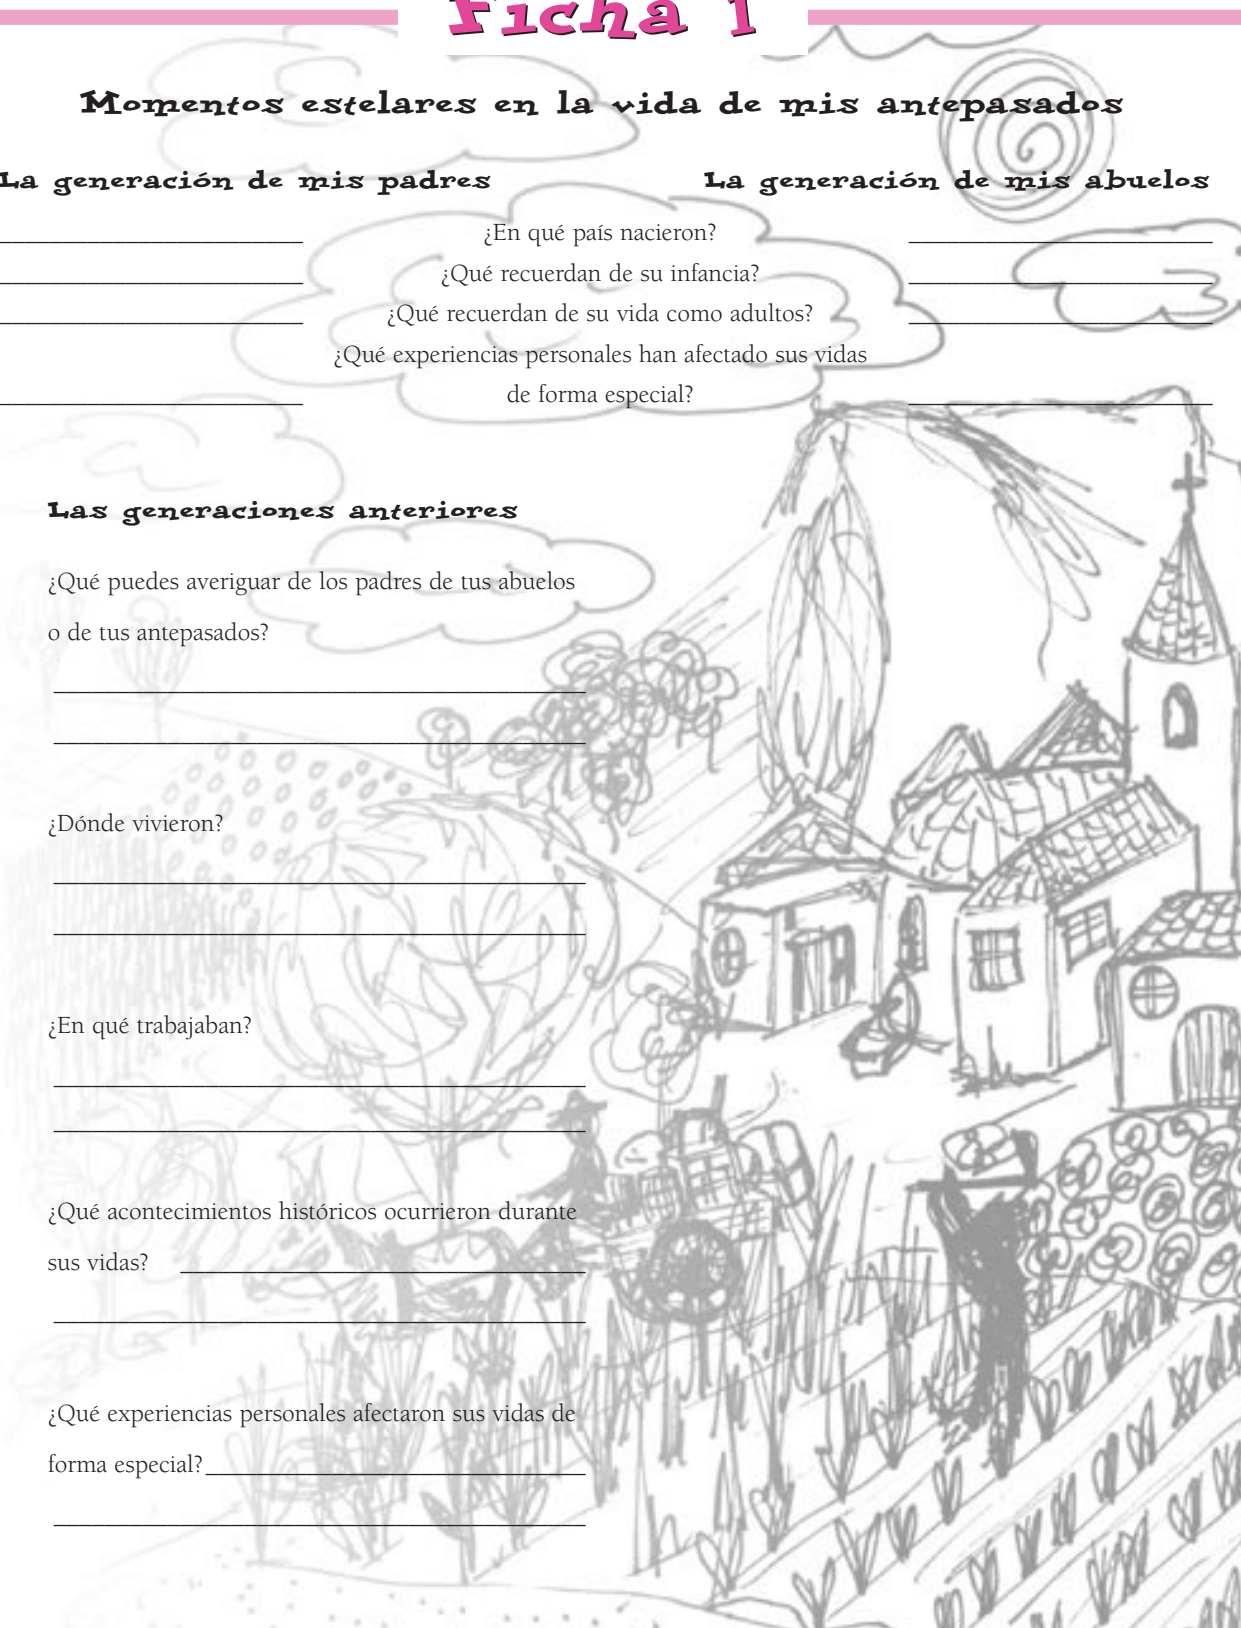 Ficha 1
Momentos estelares en la vida de mis antepasados
La generación de mis padres
La generación de mis abuelos
¿En qué país nacieron?
¿Qué recuerdan de su infancia?
¿Qué recuerdan de su vida como adultos?
¿Qué experiencias personales han afectado sus vidas
de forma especial?
Las generaciones anteriores
¿Qué puedes averiguar de los padres de tus abuelos
o de tus antepasados?
¿Dónde vivieron?
¿En qué trabajaban?
¿Qué acontecimientos históricos ocurrieron durante
sus vidas?
¿Qué experiencias personales afectaron sus vidas de
forma especial?